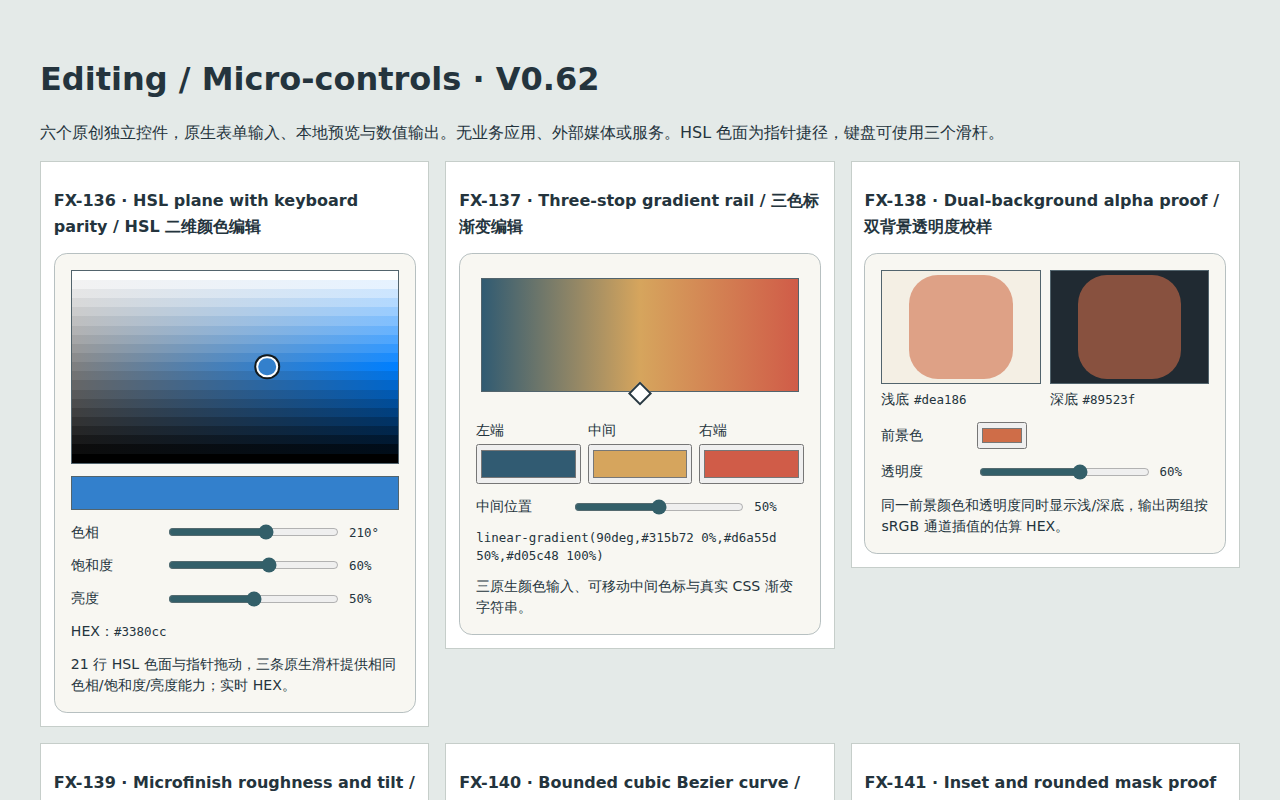 Editing / Micro-controls · V0.62
六个原创独立控件，原生表单输入、本地预览与数值输出。无业务应用、外部媒体或服务。HSL 色面为指针捷径，键盘可使用三个滑杆。
FX-136 · HSL plane with keyboard
parity / HSL 二维颜色编辑
色相
210°
饱和度
60%
亮度
50%
HEX：#3380cc
21 行 HSL 色面与指针拖动，三条原生滑杆提供相同
色相/饱和度/亮度能力；实时 HEX。
FX-137 · Three-stop gradient rail / 三色标
渐变编辑
左端
中间
右端
中间位置
50%
linear-gradient(90deg,#315b72 0%,#d6a55d
50%,#d05c48 100%)
三原生颜色输入、可移动中间色标与真实 CSS 渐变
字符串。
FX-138 · Dual-background alpha proof /
双背景透明度校样
浅底 #dea186
深底 #89523f
前景色
透明度
60%
同一前景颜色和透明度同时显示浅/深底，输出两组按
sRGB 通道插值的估算 HEX。
FX-139 · Microfinish roughness and tilt /
FX-140 · Bounded cubic Bezier curve /
FX-141 · Inset and rounded mask proof